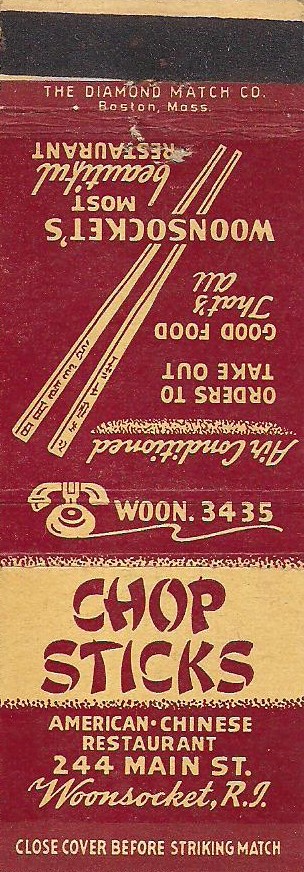 THE DIAMOND MATCH CO.
Boston, Mass.
WOONSOCKET'S
MOST
beautiful
RESTAURANT
GOOD FOOD
That's
all
ORDERS TO
TAKE OUT
Air Conditioned
WOON. 3435
CHOP
STICKS
AMERICAN·CHINESE
RESTAURANT
244 MAIN ST.
Woonsocket, R.I.
CLOSE COVER BEFORE STRIKING MATCH